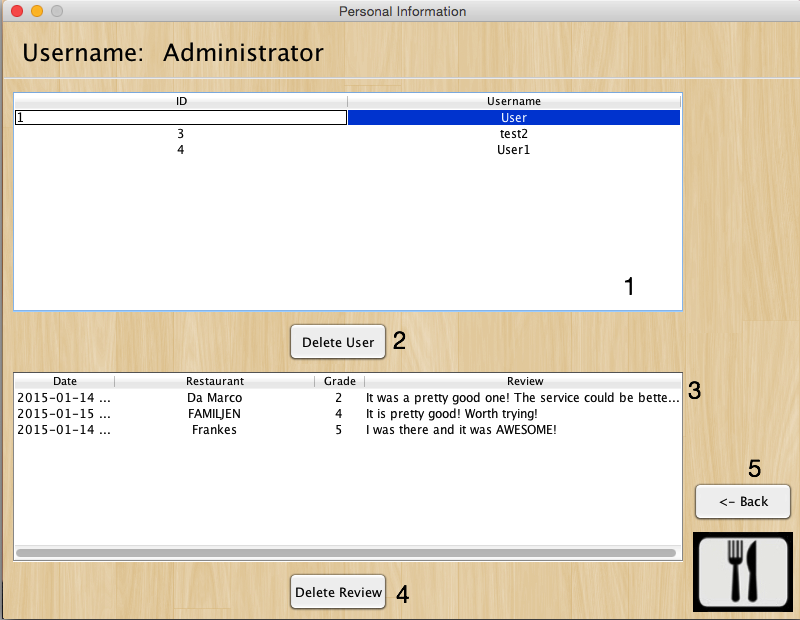 Personal Information
Username: Administrator
ID Username
1 User
3 test2
4 User1
1
Delete User 2
Date Restaurant Grade Review
3
2015-01-14 ... Da Marco 2 It was a pretty good one! The service could be bette...
2015-01-15 ... FAMILJEN 4 It is pretty good! Worth trying!
2015-01-14 ... Frankes 5 I was there and it was AWESOME!
5
<- Back
Delete Review 4